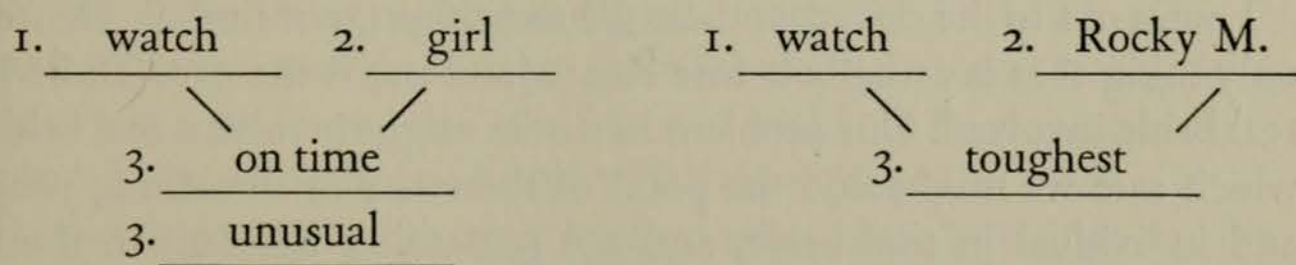 1. watch 2. girl 1. watch 2. Rocky M.
3. on time 3. toughest
3. unusual